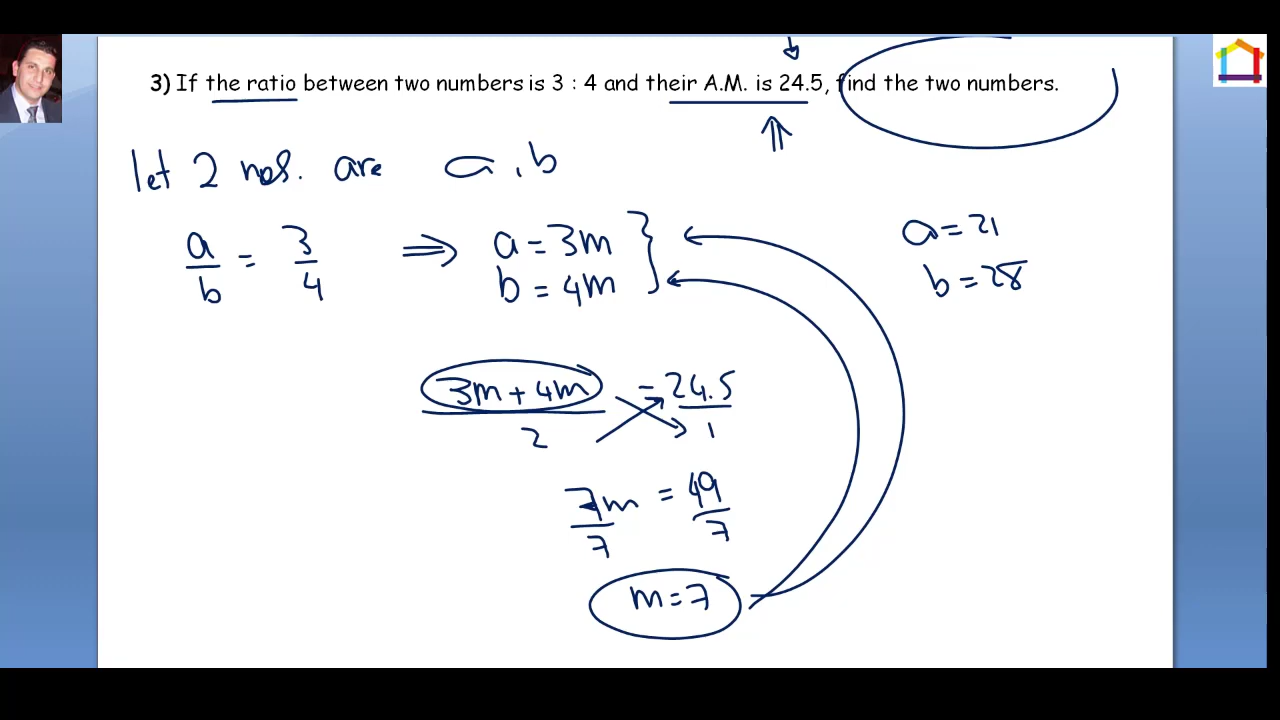 3) If the ratio between two numbers is 3 : 4 and their A.M. is 24.5, find the two numbers.
let 2 nos. are a , b
a/b = 3/4 ⇒ a = 3m
b = 4m
a = 21
b = 28
(3m + 4m)/2 = 24.5/1
7m/7 = 49/7
m = 7